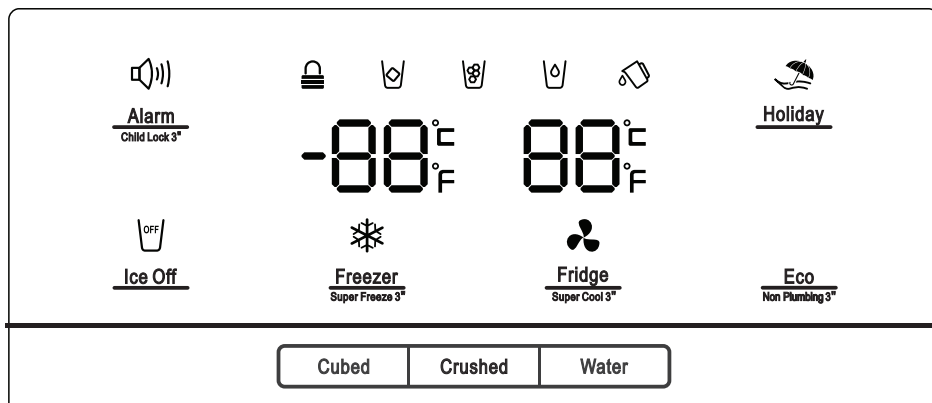 Alarm
Child Lock 3"
-88 °C °F
88 °C °F
Holiday
OFF
Ice Off
Freezer
Super Freeze 3"
Fridge
Super Cool 3"
Eco
Non Plumbing 3"
Cubed
Crushed
Water